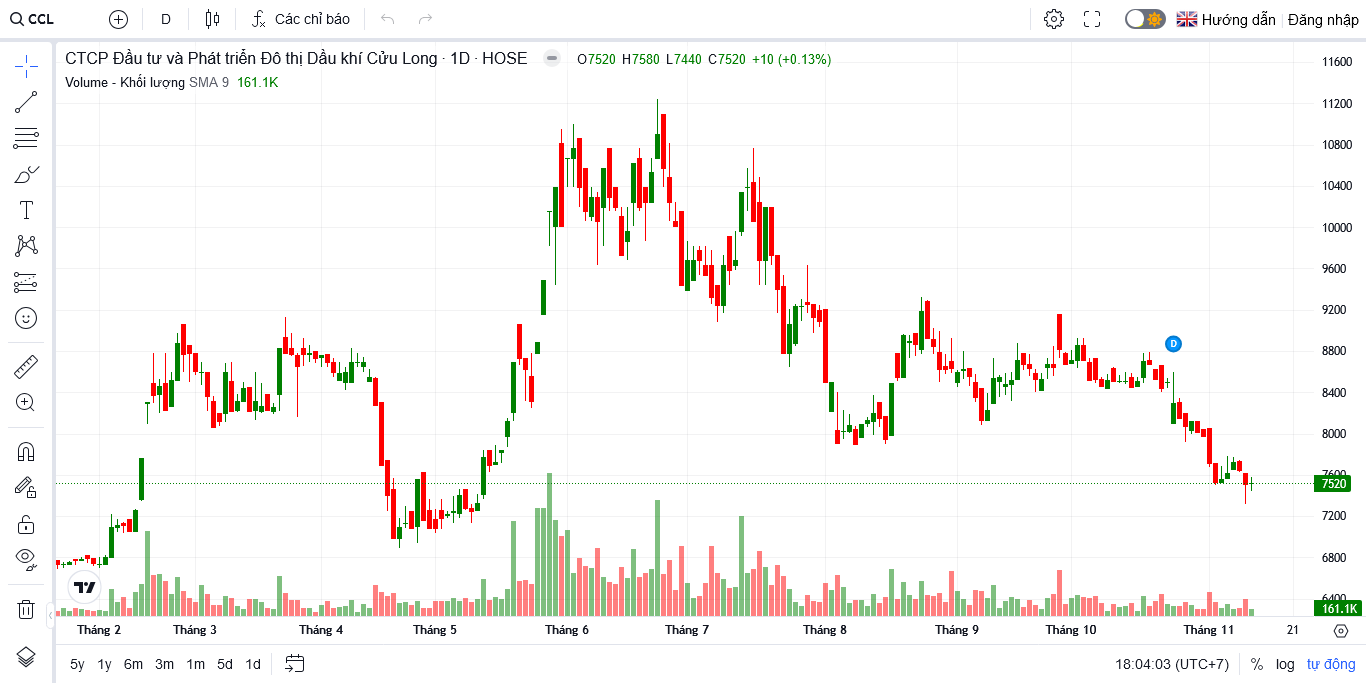 CCL D Các chỉ báo Hướng dẫn Đăng nhập
CTCP Đầu tư và Phát triển Đô thị Dầu khí Cửu Long · 1D · HOSE O7520 H7580 L7440 C7520 +10 (+0.13%)
Volume - Khối lượng SMA 9 161.1K
11600
11200
10800
10400
10000
9600
9200
8800
D
8400
8000
7600
7520
7200
6800
6400
161.1K
Tháng 2 Tháng 3 Tháng 4 Tháng 5 Tháng 6 Tháng 7 Tháng 8 Tháng 9 Tháng 10 Tháng 11 21
5y 1y 6m 3m 1m 5d 1d 18:04:03 (UTC+7) % log tự động